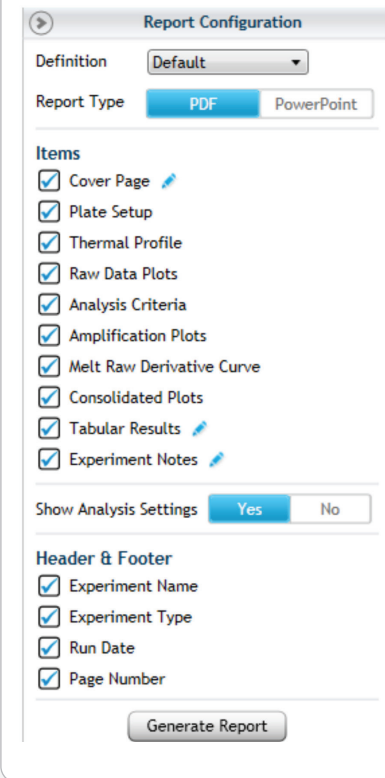 Report Configuration
Definition Default
Report Type PDF PowerPoint
Items
Cover Page
Plate Setup
Thermal Profile
Raw Data Plots
Analysis Criteria
Amplification Plots
Melt Raw Derivative Curve
Consolidated Plots
Tabular Results
Experiment Notes
Show Analysis Settings Yes No
Header & Footer
Experiment Name
Experiment Type
Run Date
Page Number
Generate Report